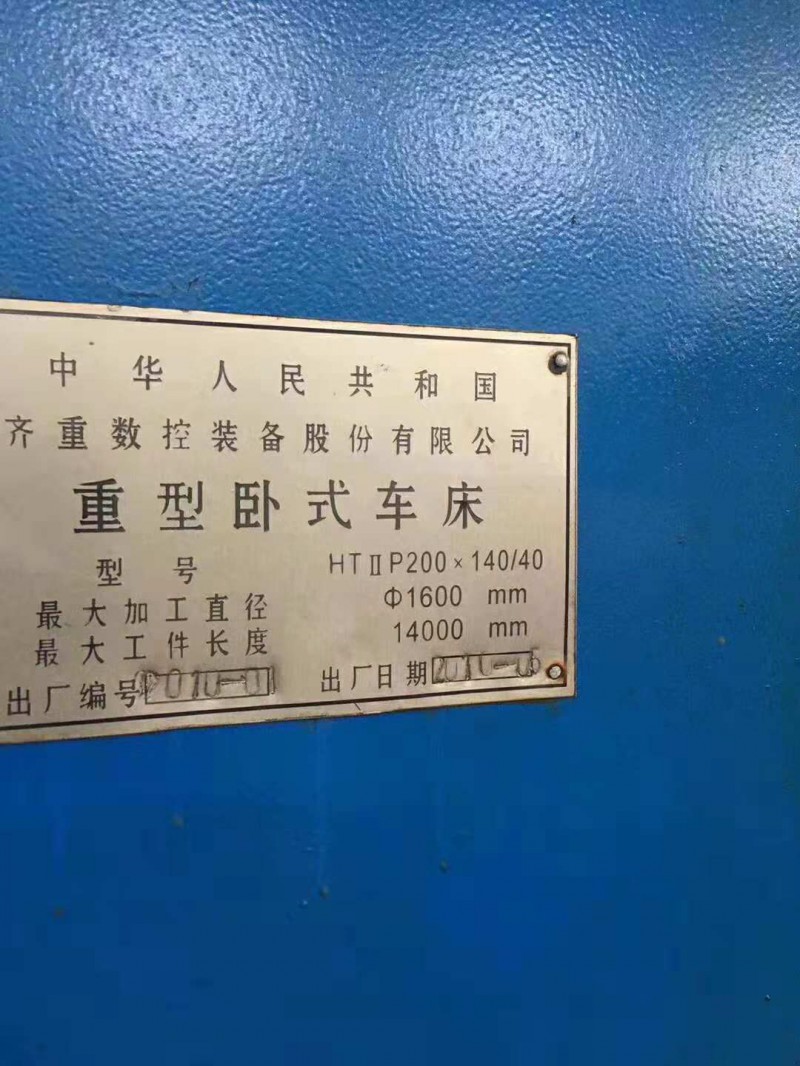 中华人民共和国
齐重数控装备股份有限公司
重型卧式车床
型号 HTⅡP200×140/40
最大加工直径 Φ1600 mm
最大工件长度 14000 mm
出厂编号 出厂日期